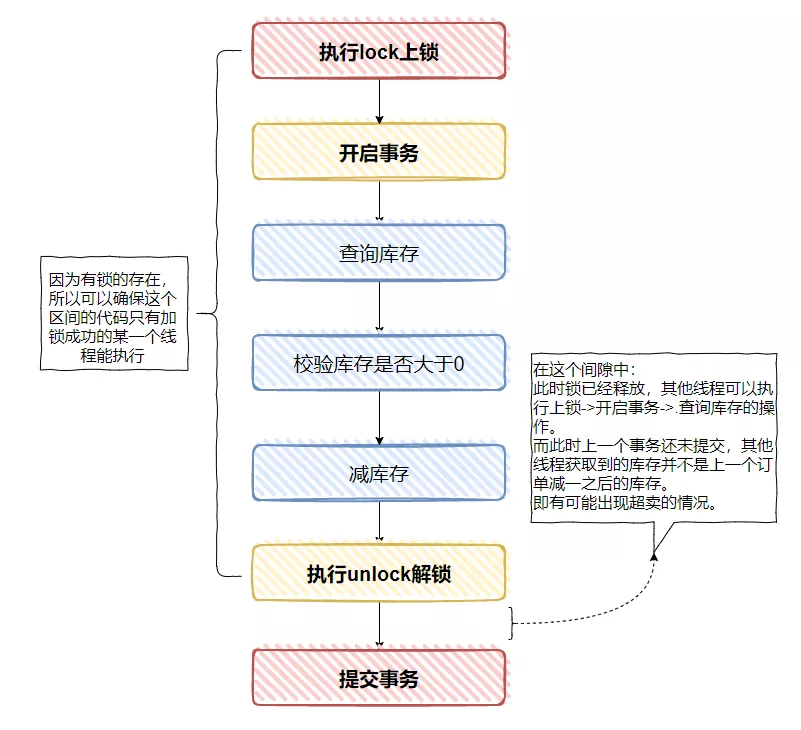 执行lock上锁
开启事务
查询库存
因为有锁的存在，
所以可以确保这个
区间的代码只有加
锁成功的某一个线
程能执行
校验库存是否大于0
在这个间隙中：
此时锁已经释放，其他线程可以执
行上锁->开启事务->.查询库存的操
作。
而此时上一个事务还未提交，其他
线程获取到的库存并不是上一个订
单减一之后的库存。
即有可能出现超卖的情况。
减库存
执行unlock解锁
提交事务